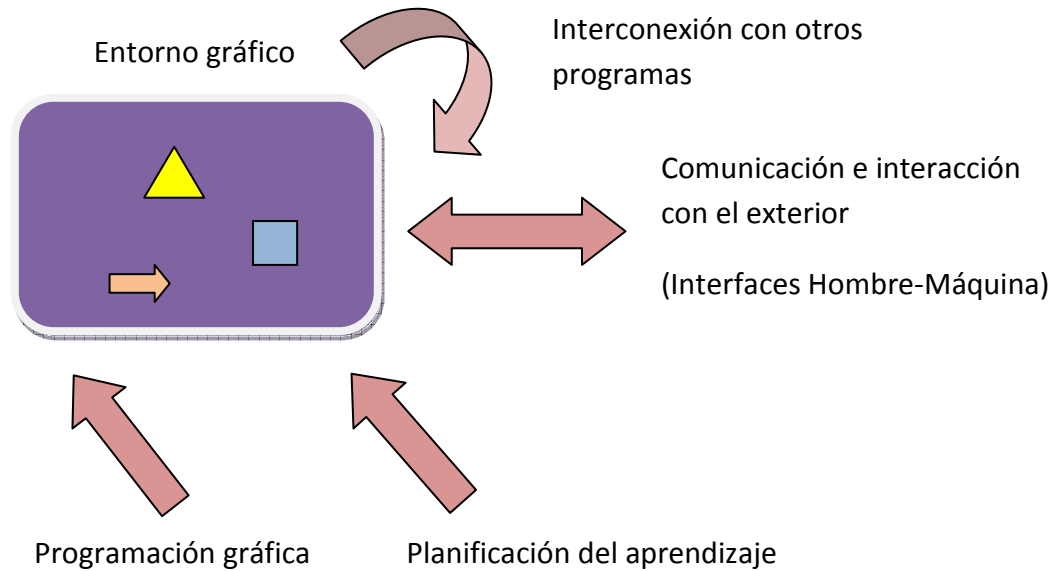 Entorno gráfico
Interconexión con otros
programas
Comunicación e interacción
con el exterior
(Interfaces Hombre-Máquina)
Programación gráfica
Planificación del aprendizaje